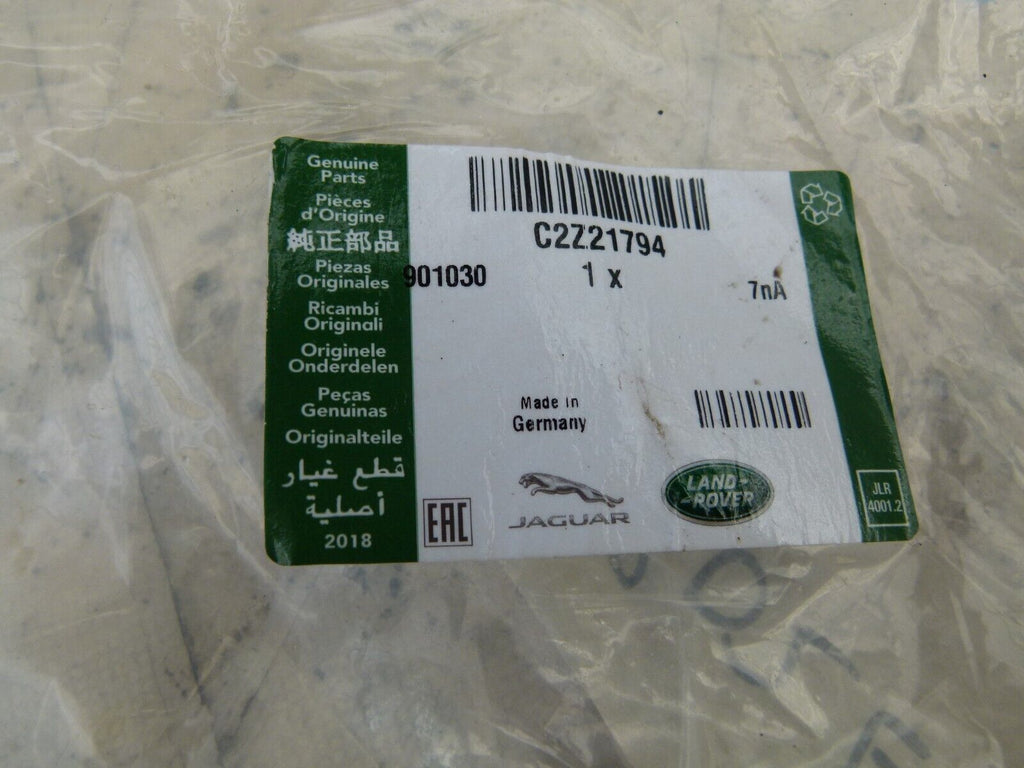 Genuine
Parts
Pièces
d'Origine
純正部品
Piezas
Originales
Ricambi
Originali
Originele
Onderdelen
Peças
Genuinas
Originalteile
قطع غيار
أصلية
2018
C2Z21794
901030
1 x
7nA
Made in
Germany
EAC
JAGUAR
LAND-
-ROVER
JLR
4001.2